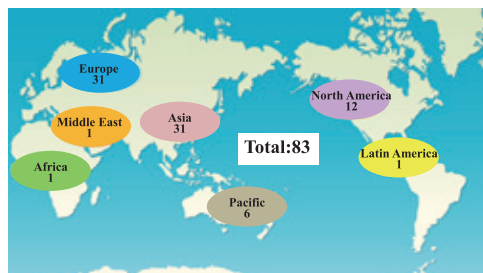 Europe
31
North America
12
Middle East
1
Asia
31
Total:83
Latin America
1
Africa
1
Pacific
6